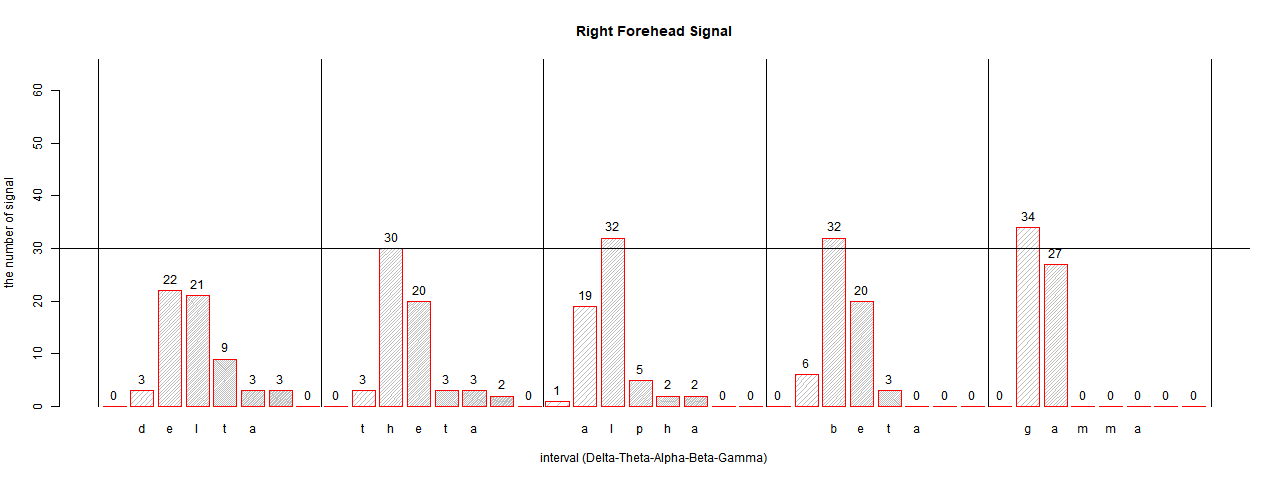 Right Forehead Signal
the number of signal
60
50
40
30
20
10
0
0 3 22 21 9 3 3 0 0 3 30 20 3 3 2 0 1 19 32 5 2 2 0 0 0 6 32 20 3 0 0 0 0 34 27 0 0 0 0 0
d e l t a t h e t a a l p h a b e t a g a m m a
interval (Delta-Theta-Alpha-Beta-Gamma)